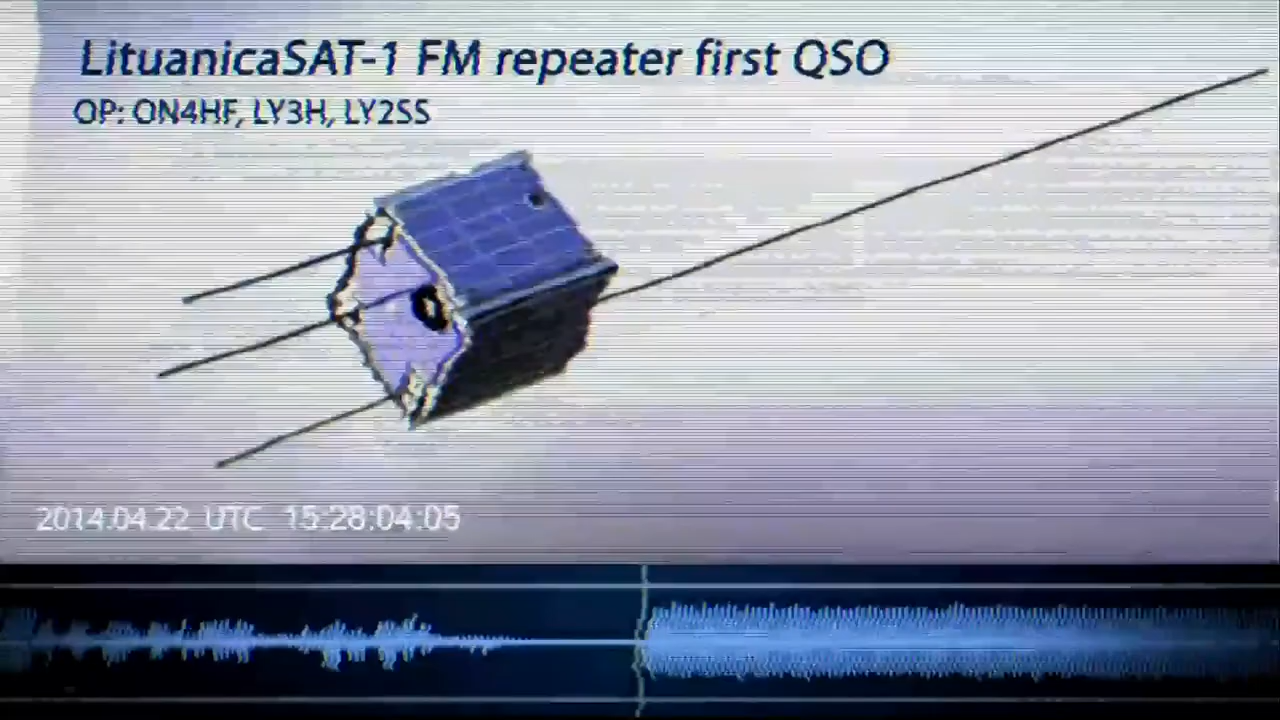 LituanicaSAT-1 FM repeater first QSO
OP: ON4HF, LY3H, LY2SS
2014.04.22 UTC 15:28:04:05